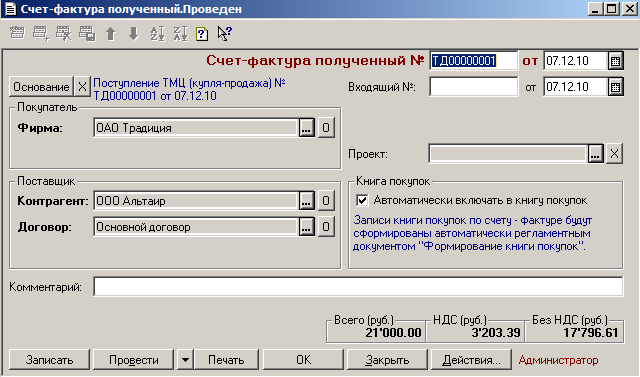 Счет-фактура полученный.Проведен
Счет-фактура полученный № ТД00000001 от 07.12.10
Основание X Поступление ТМЦ (купля-продажа) №
ТД00000001 от 07.12.10
Входящий №: от 07.12.10
Покупатель
Фирма: ОАО Традиция ... О
Проект: ... X
Поставщик
Контрагент: ООО Альтаир ... О
Договор: Основной договор ... О
Книга покупок
Автоматически включать в книгу покупок
Записи книги покупок по счету - фактуре будут
сформированы автоматически регламентным
документом "Формирование книги покупок".
Комментарий:
Всего (руб.) НДС (руб.) Без НДС (руб.)
21'000.00 3'203.39 17'796.61
Записать Провести Печать OK Закрыть Действия... Администратор